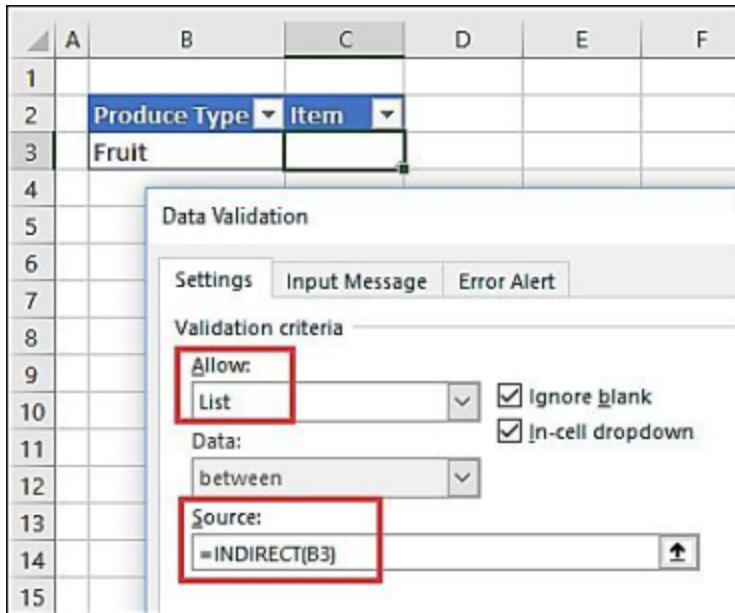 A B C D E F
1
2 Produce Type Item
3 Fruit
4
5
6
7
8
9
10
11
12
13
14
15
Data Validation
Settings Input Message Error Alert
Validation criteria
Allow:
List
Ignore blank
In-cell dropdown
Data:
between
Source:
=INDIRECT(B3)